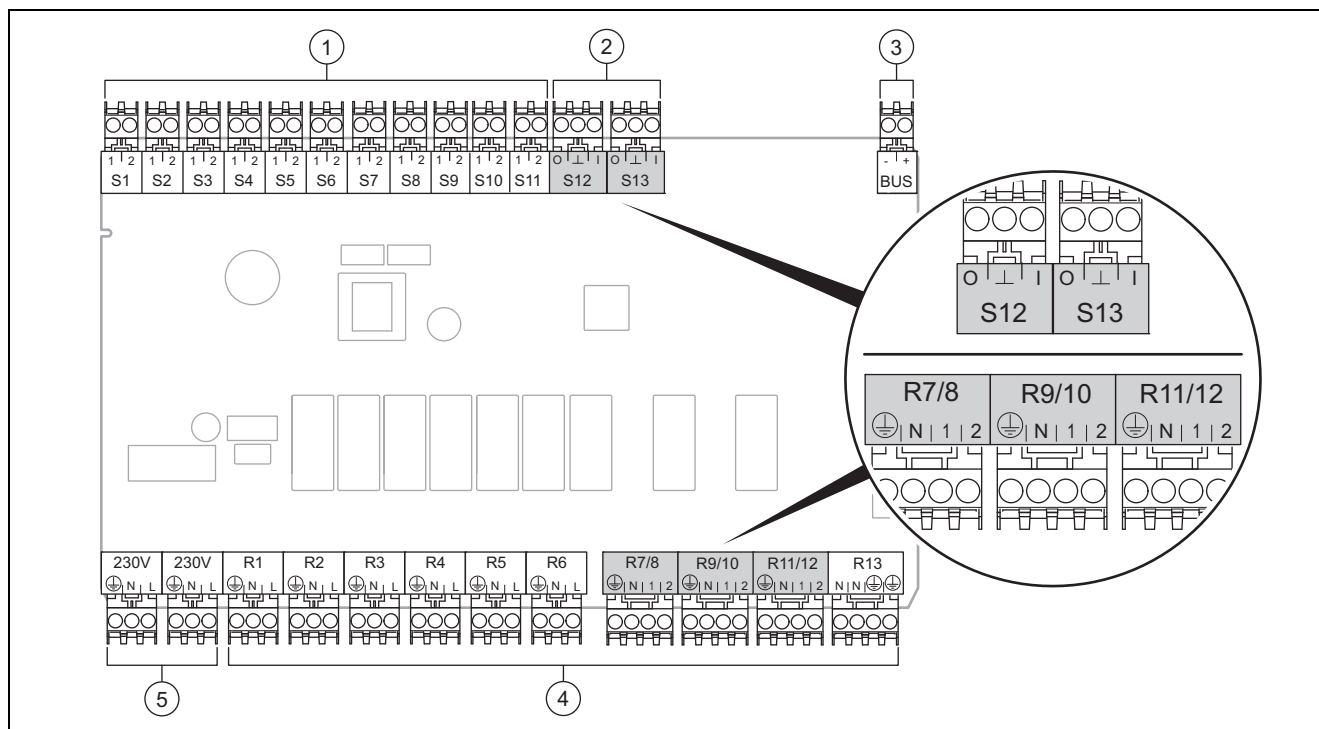 1 2 3
1 2 1 2 1 2 1 2 1 2 1 2 1 2 1 2 1 2 1 2 1 2 O ⊥ I O ⊥ I - +
S1 S2 S3 S4 S5 S6 S7 S8 S9 S10 S11 S12 S13 BUS
O ⊥ I O ⊥ I
S12 S13
R7/8 R9/10 R11/12
⏚ N 1 2 ⏚ N 1 2 ⏚ N 1 2
230V 230V R1 R2 R3 R4 R5 R6 R7/8 R9/10 R11/12 R13
⏚ N L ⏚ N L ⏚ N L ⏚ N L ⏚ N L ⏚ N L ⏚ N L ⏚ N L ⏚ N 1 2 ⏚ N 1 2 ⏚ N 1 2 N N ⏚ ⏚
5 4